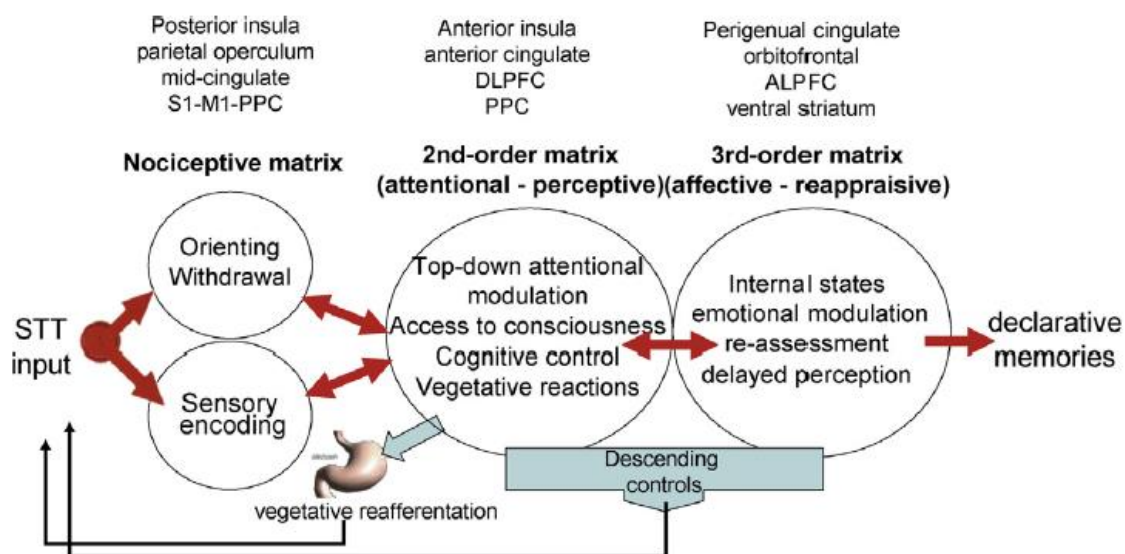 Posterior insula
parietal operculum
mid-cingulate
S1-M1-PPC
Anterior insula
anterior cingulate
DLPFC
PPC
Perigenual cingulate
orbitofrontal
ALPFC
ventral striatum
Nociceptive matrix
2nd-order matrix
(attentional - perceptive)
3rd-order matrix
(affective - reappraisive)
STT
input
Orienting
Withdrawal
Sensory
encoding
Top-down attentional
modulation
Access to consciousness
Cognitive control
Vegetative reactions
Internal states
emotional modulation
re-assessment
delayed perception
declarative
memories
vegetative reafferentation
Descending
controls